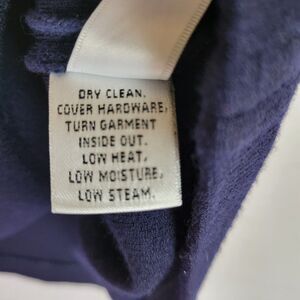 DRY CLEAN.
COVER HARDWARE,
TURN GARMENT
INSIDE OUT.
LOW HEAT,
LOW MOISTURE,
LOW STEAM.